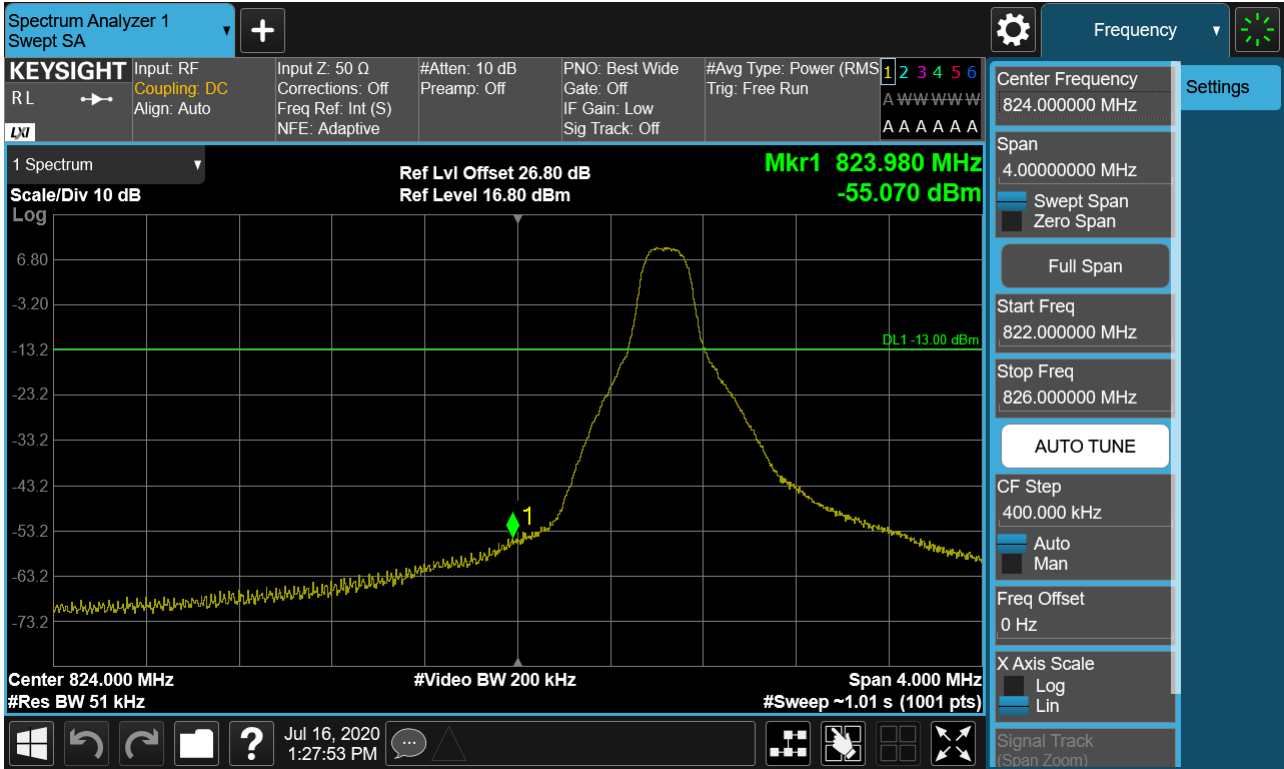 Spectrum Analyzer 1
Swept SA
Frequency
KEYSIGHT
R L
LXI
Input: RF
Coupling: DC
Align: Auto
Input Z: 50 Ω
Corrections: Off
Freq Ref: Int (S)
NFE: Adaptive
#Atten: 10 dB
Preamp: Off
PNO: Best Wide
Gate: Off
IF Gain: Low
Sig Track: Off
#Avg Type: Power (RMS
Trig: Free Run
1 2 3 4 5 6
A W W W W W
A A A A A A
1 Spectrum
Scale/Div 10 dB
Log
Ref Lvl Offset 26.80 dB
Ref Level 16.80 dBm
Mkr1 823.980 MHz
-55.070 dBm
6.80
-3.20
DL1 -13.00 dBm
-13.2
-23.2
-33.2
-43.2
1
-53.2
-63.2
-73.2
Center 824.000 MHz
#Video BW 200 kHz
Span 4.000 MHz
#Res BW 51 kHz
#Sweep ~1.01 s (1001 pts)
Center Frequency
824.000000 MHz
Settings
Span
4.00000000 MHz
Swept Span
Zero Span
Full Span
Start Freq
822.000000 MHz
Stop Freq
826.000000 MHz
AUTO TUNE
CF Step
400.000 kHz
Auto
Man
Freq Offset
0 Hz
X Axis Scale
Log
Lin
Signal Track
(Span Zoom)
?
Jul 16, 2020
1:27:53 PM